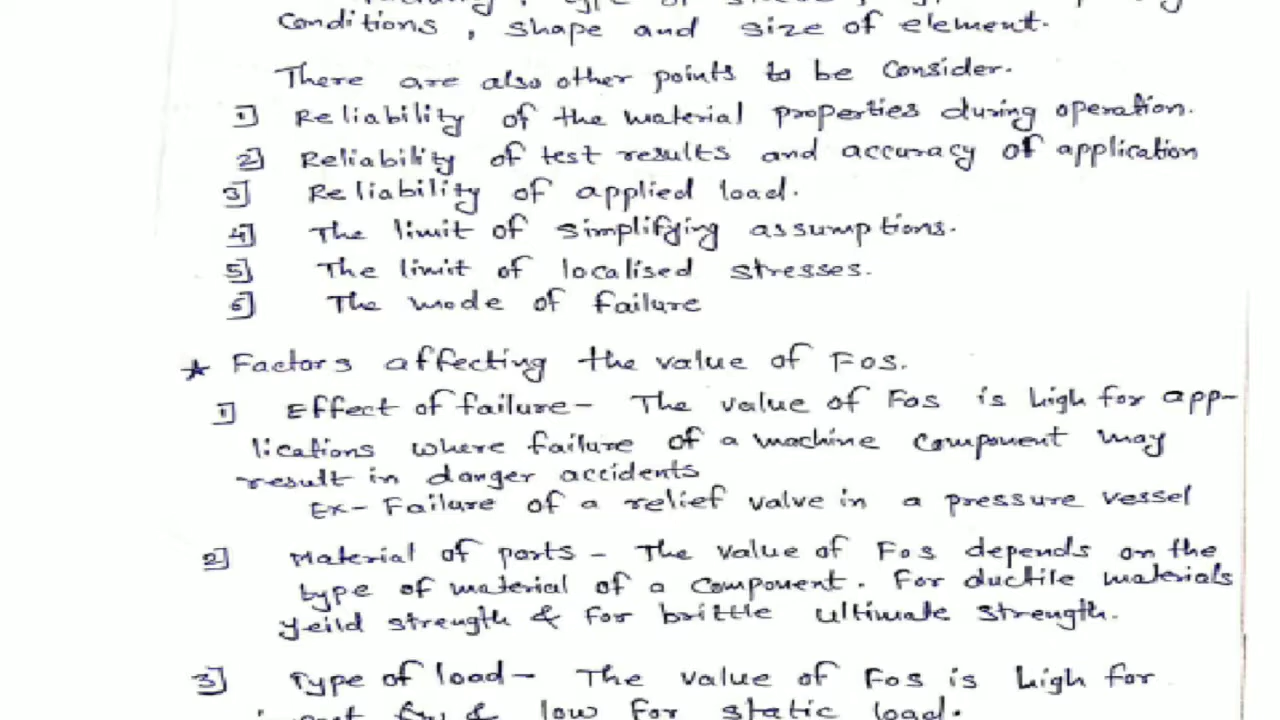 conditions, shape and size of element.
There are also other points to be consider.
1] Reliability of the material properties during operation.
2] Reliability of test results and accuracy of application
3] Reliability of applied load.
4] The limit of simplifying assumptions.
5] The limit of localised stresses.
6] The mode of failure
★ Factors affecting the value of Fos.
1] Effect of failure - The value of Fos is high for app-
lications where failure of a machine component may
result in danger accidents
Ex - Failure of a relief valve in a pressure vessel
2] Material of parts - The value of Fos depends on the
type of material of a component. For ductile materials
yeild strength & for brittle ultimate strength.
3] Type of load - The value of Fos is high for
& low for static load.